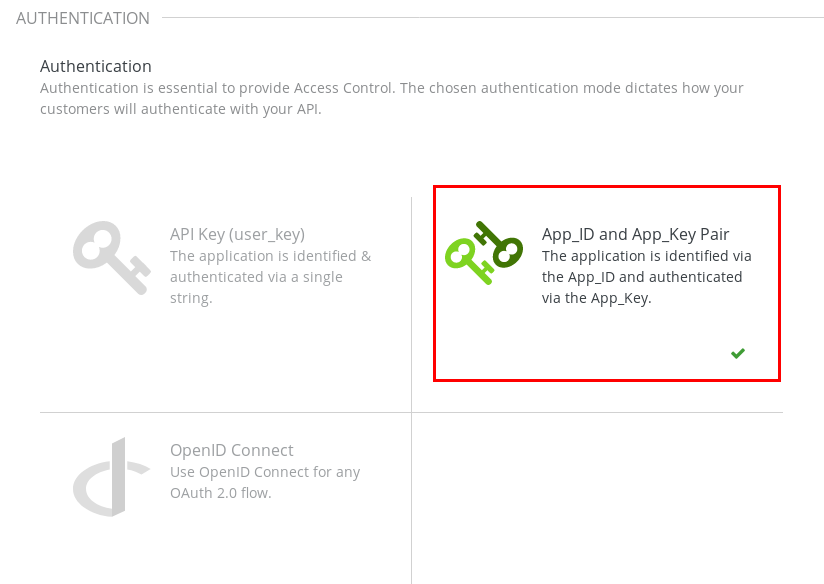 AUTHENTICATION
Authentication
Authentication is essential to provide Access Control. The chosen authentication mode dictates how your
customers will authenticate with your API.
API Key (user_key)
The application is identified &
authenticated via a single
string.
App_ID and App_Key Pair
The application is identified via
the App_ID and authenticated
via the App_Key.
OpenID Connect
Use OpenID Connect for any
OAuth 2.0 flow.